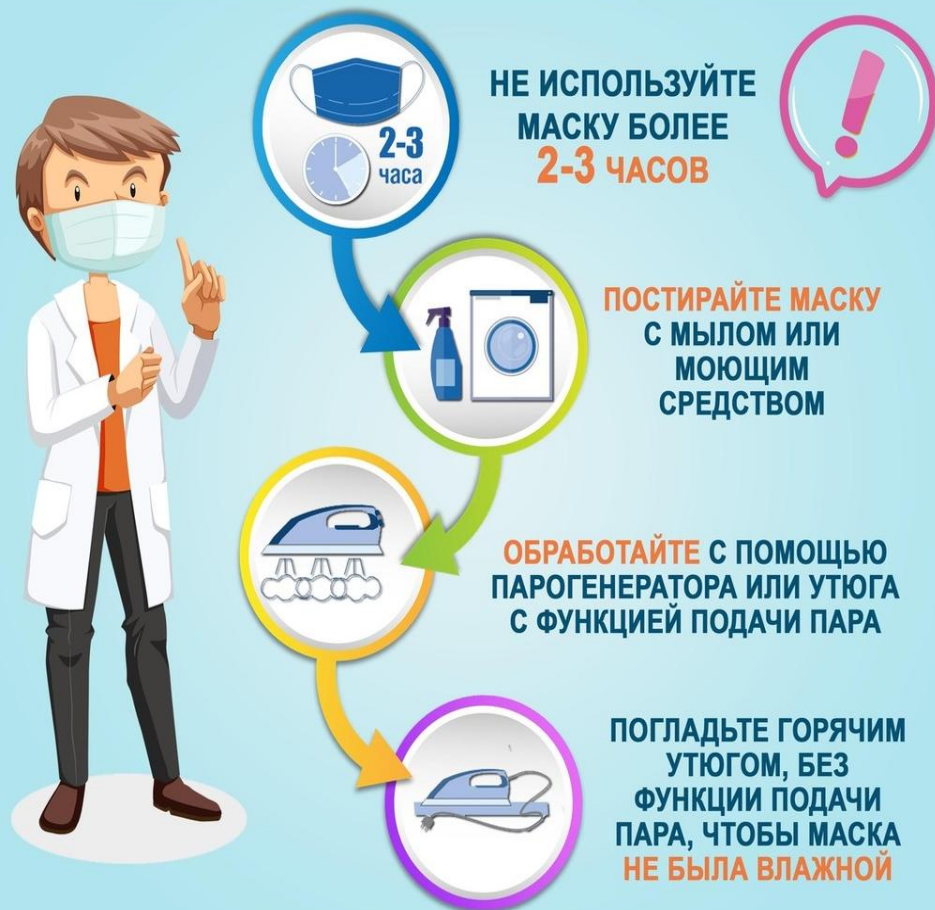 2-3
часа
НЕ ИСПОЛЬЗУЙТЕ
МАСКУ БОЛЕЕ
2-3 ЧАСОВ
ПОСТИРАЙТЕ МАСКУ
С МЫЛОМ ИЛИ
МОЮЩИМ
СРЕДСТВОМ
ОБРАБОТАЙТЕ С ПОМОЩЬЮ
ПАРОГЕНЕРАТОРА ИЛИ УТЮГА
С ФУНКЦИЕЙ ПОДАЧИ ПАРА
ПОГЛАДЬТЕ ГОРЯЧИМ
УТЮГОМ, БЕЗ
ФУНКЦИИ ПОДАЧИ
ПАРА, ЧТОБЫ МАСКА
НЕ БЫЛА ВЛАЖНОЙ